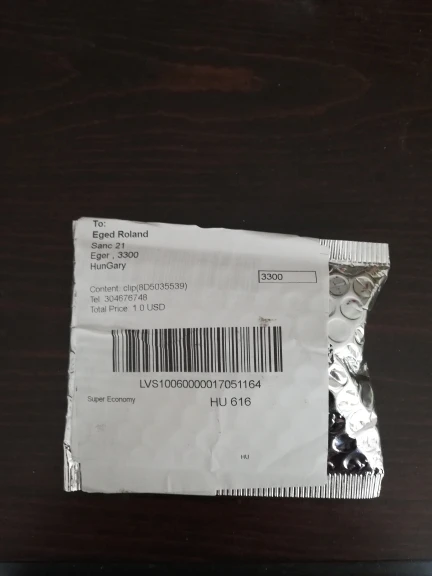 To:
Eged Roland
Sanc 21
Eger , 3300
HunGary
3300
Content: clip(8D5035539)
Tel: 304676748
Total Price: 1.0 USD
LVS10060000017051164
Super Economy
HU 616
HU